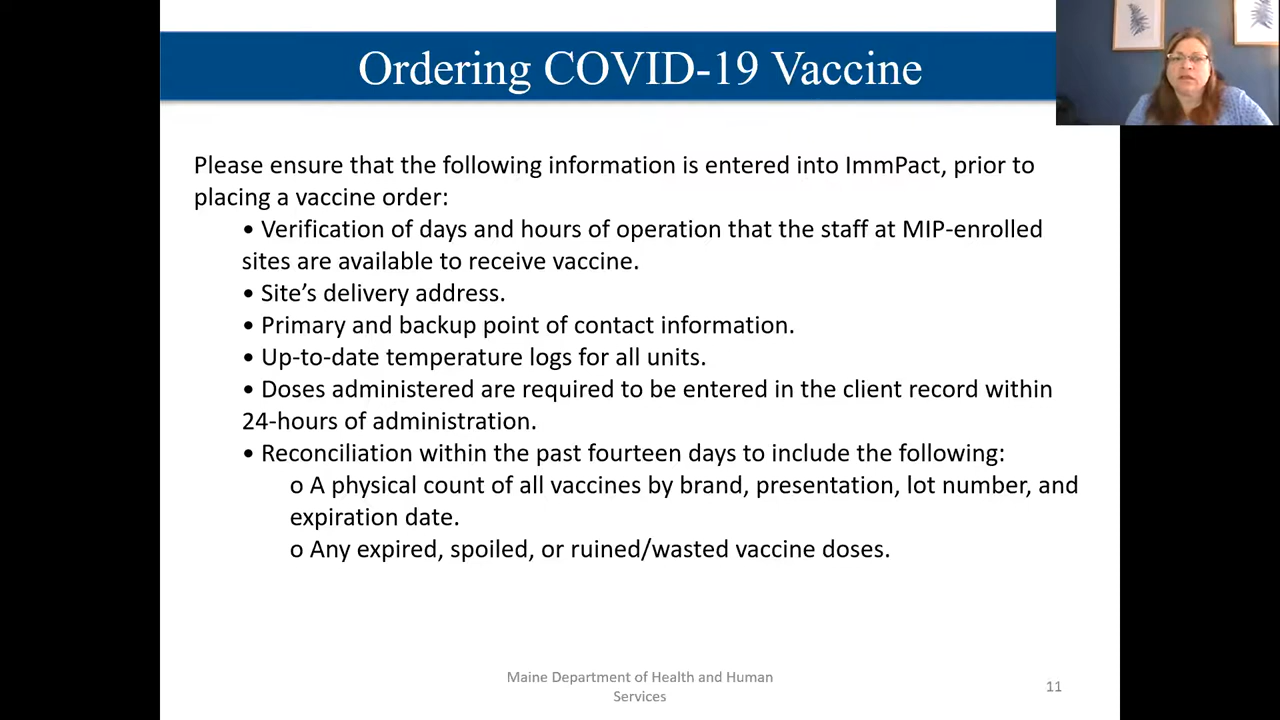 Ordering COVID-19 Vaccine
Please ensure that the following information is entered into ImmPact, prior to
placing a vaccine order:
• Verification of days and hours of operation that the staff at MIP-enrolled
sites are available to receive vaccine.
• Site’s delivery address.
• Primary and backup point of contact information.
• Up-to-date temperature logs for all units.
• Doses administered are required to be entered in the client record within
24-hours of administration.
• Reconciliation within the past fourteen days to include the following:
o A physical count of all vaccines by brand, presentation, lot number, and
expiration date.
o Any expired, spoiled, or ruined/wasted vaccine doses.
Maine Department of Health and Human
Services
11